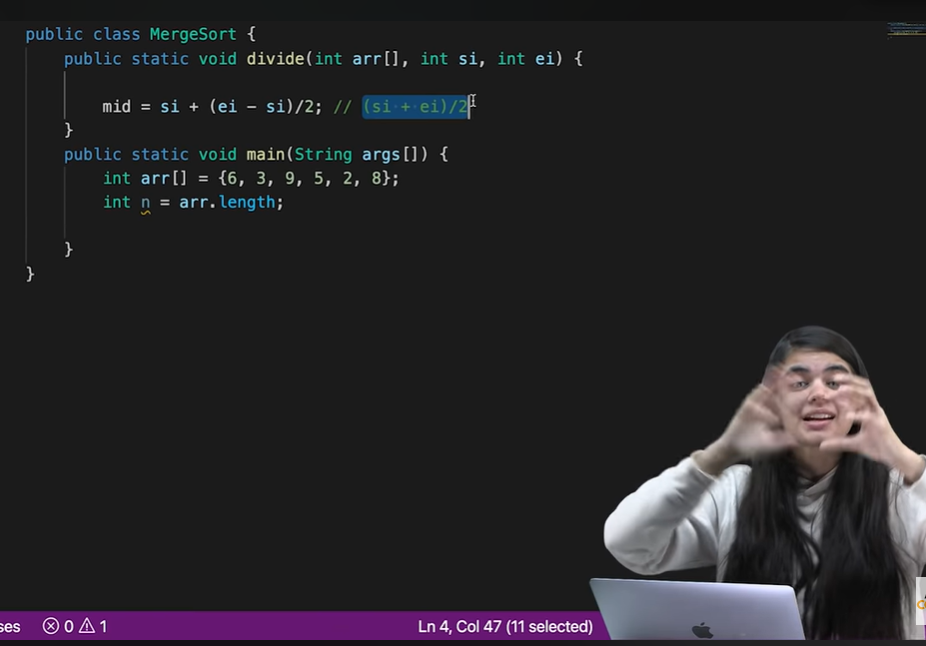 public class MergeSort {
public static void divide(int arr[], int si, int ei) {
mid = si + (ei - si)/2; // (si + ei)/2
}
public static void main(String args[]) {
int arr[] = {6, 3, 9, 5, 2, 8};
int n = arr.length;
}
}
ses 0 1 Ln 4, Col 47 (11 selected)